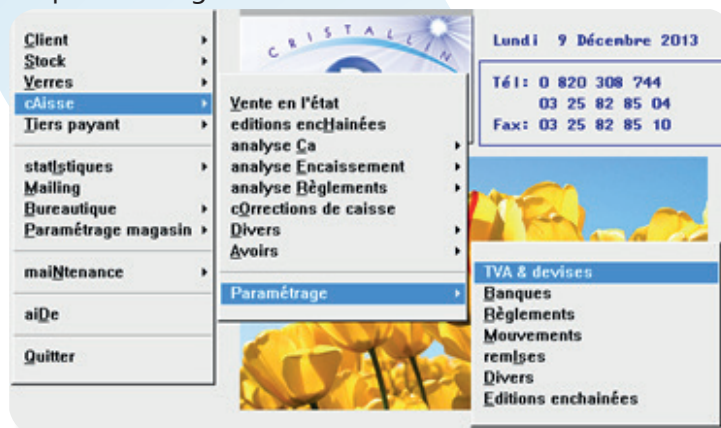 Client
Stock
Verres
cAisse
Tiers payant
statIstiques
Mailing
Bureautique
Paramétrage magasin
maiNtenance
aiDe
Quitter
CRISTALLIN
Vente en l'état
editions encHainées
analyse Ca
analyse Encaissement
analyse Règlements
cOrrections de caisse
Divers
Avoirs
Paramétrage
Lundi 9 Décembre 2013
Tél: 0 820 308 744
03 25 82 85 04
Fax: 03 25 82 85 10
TVA & devises
Banques
Règlements
Mouvements
remIses
Divers
Editions enchainées